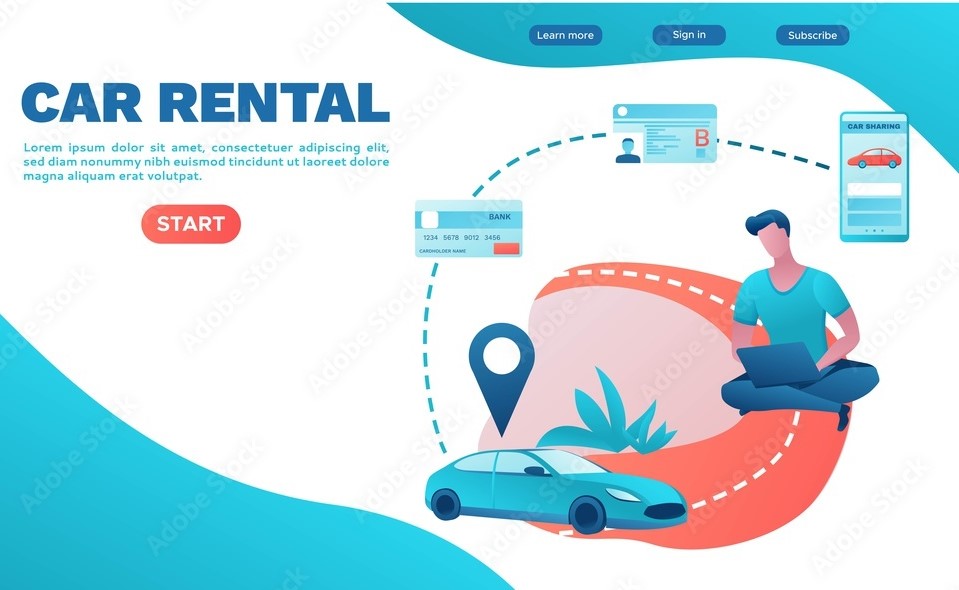 Learn more
Sign in
Subscribe
CAR RENTAL
Lorem ipsum dolor sit amet, consectetuer adipiscing elit,
sed diam nonummy nibh euismod tincidunt ut laoreet dolore
magna aliquam erat volutpat.
START
B
CAR SHARING
BANK
1234 5678 9012 3456
CARDHOLDER NAME
Adobe Stock